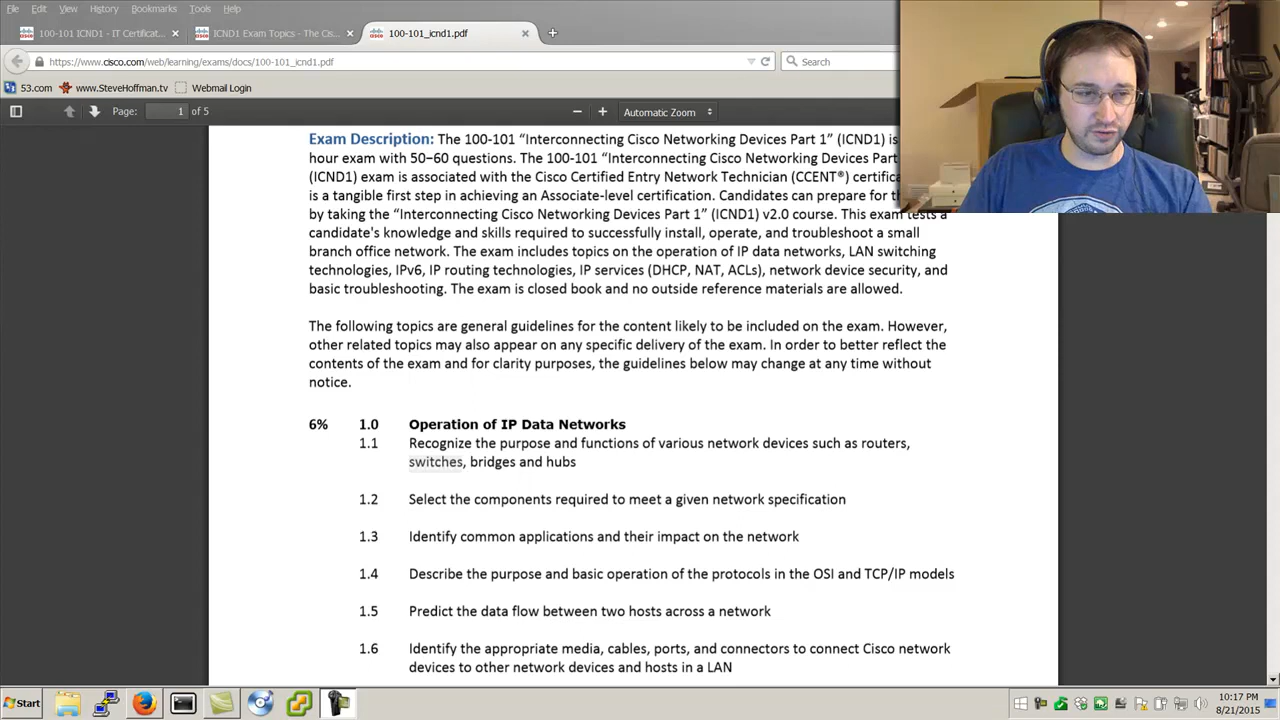 File Edit View History Bookmarks Tools Help
100-101 ICND1 - IT Certificat... × ICND1 Exam Topics - The Cis... × 100-101_icnd1.pdf ×
https://www.cisco.com/web/learning/exams/docs/100-101_icnd1.pdf Search
53.com www.SteveHoffman.tv Webmail Login
Page: 1 of 5 Automatic Zoom
Exam Description: The 100-101 “Interconnecting Cisco Networking Devices Part 1” (ICND1) is
hour exam with 50–60 questions. The 100-101 “Interconnecting Cisco Networking Devices Part
(ICND1) exam is associated with the Cisco Certified Entry Network Technician (CCENT®) certific
is a tangible first step in achieving an Associate-level certification. Candidates can prepare for th
by taking the “Interconnecting Cisco Networking Devices Part 1” (ICND1) v2.0 course. This exam tests a
candidate's knowledge and skills required to successfully install, operate, and troubleshoot a small
branch office network. The exam includes topics on the operation of IP data networks, LAN switching
technologies, IPv6, IP routing technologies, IP services (DHCP, NAT, ACLs), network device security, and
basic troubleshooting. The exam is closed book and no outside reference materials are allowed.
The following topics are general guidelines for the content likely to be included on the exam. However,
other related topics may also appear on any specific delivery of the exam. In order to better reflect the
contents of the exam and for clarity purposes, the guidelines below may change at any time without
notice.
6% 1.0 Operation of IP Data Networks
1.1 Recognize the purpose and functions of various network devices such as routers,
switches, bridges and hubs
1.2 Select the components required to meet a given network specification
1.3 Identify common applications and their impact on the network
1.4 Describe the purpose and basic operation of the protocols in the OSI and TCP/IP models
1.5 Predict the data flow between two hosts across a network
1.6 Identify the appropriate media, cables, ports, and connectors to connect Cisco network
devices to other network devices and hosts in a LAN
Start 10:17 PM
8/21/2015